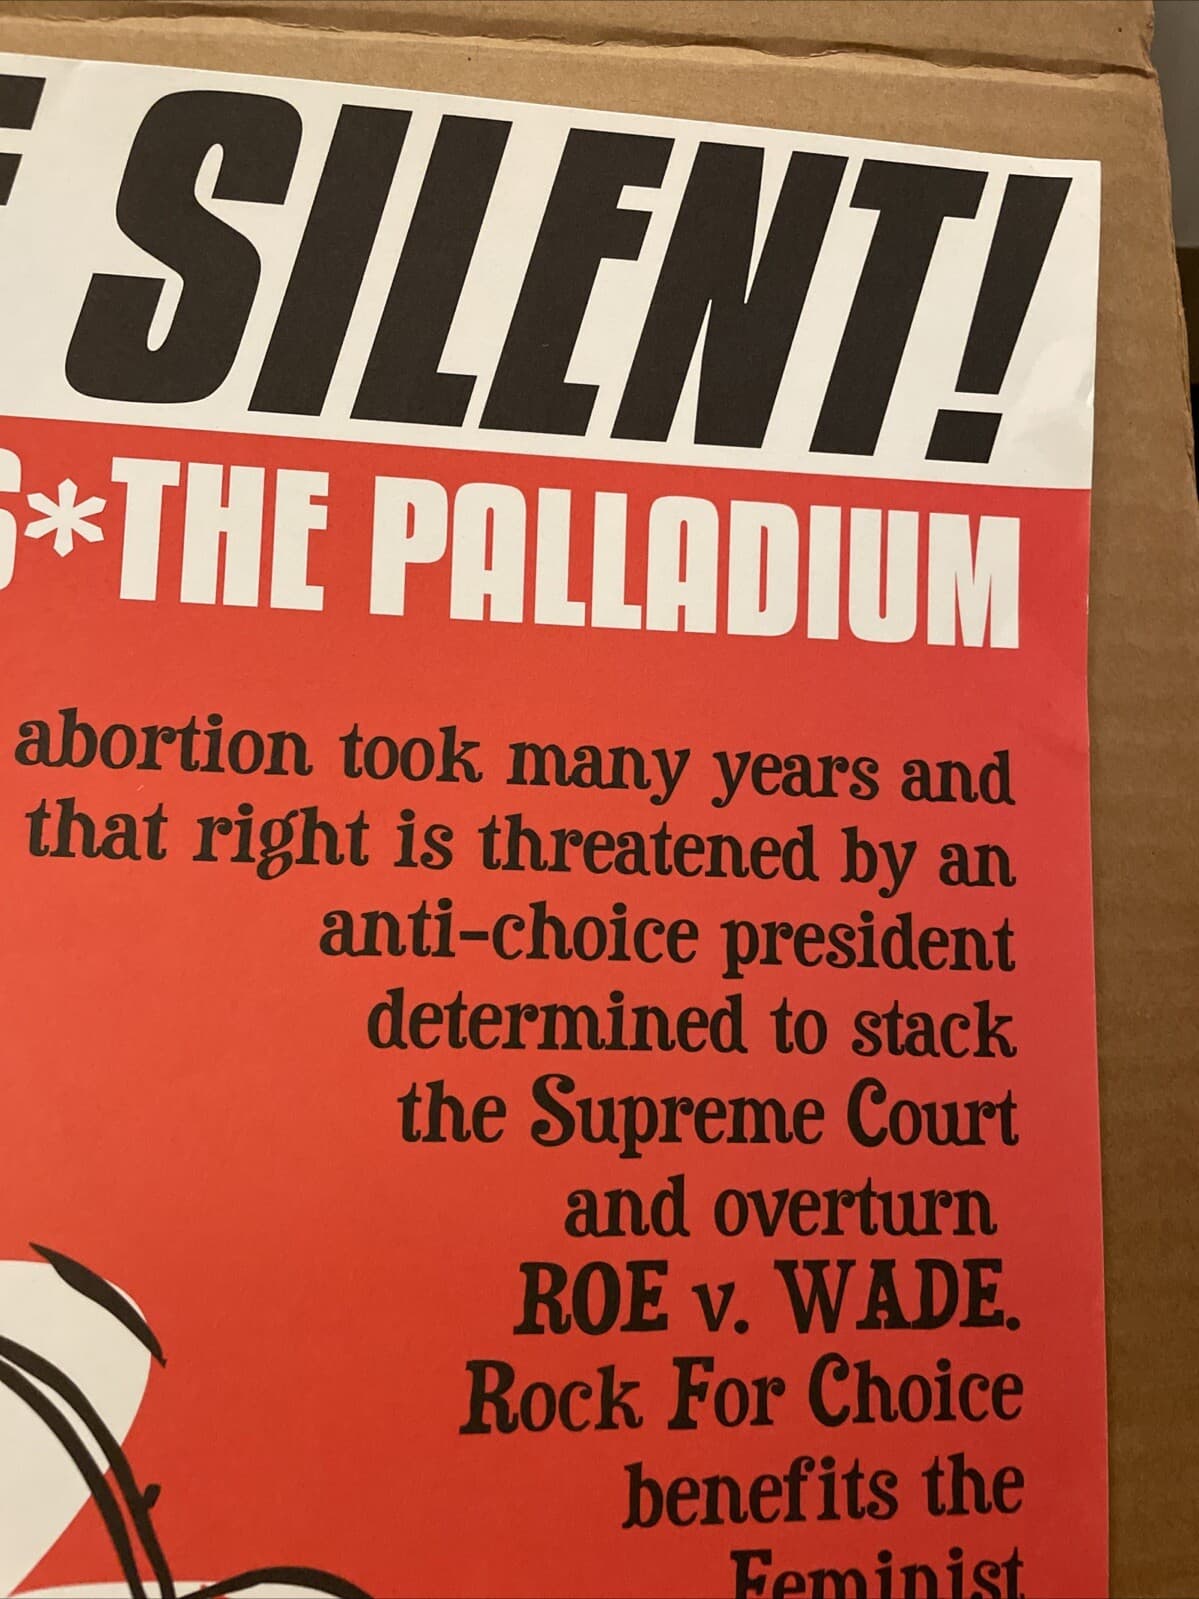 SILENT!
*THE PALLADIUM
abortion took many years and
that right is threatened by an
anti-choice president
determined to stack
the Supreme Court
and overturn
ROE v. WADE.
Rock For Choice
benefits the
Feminist